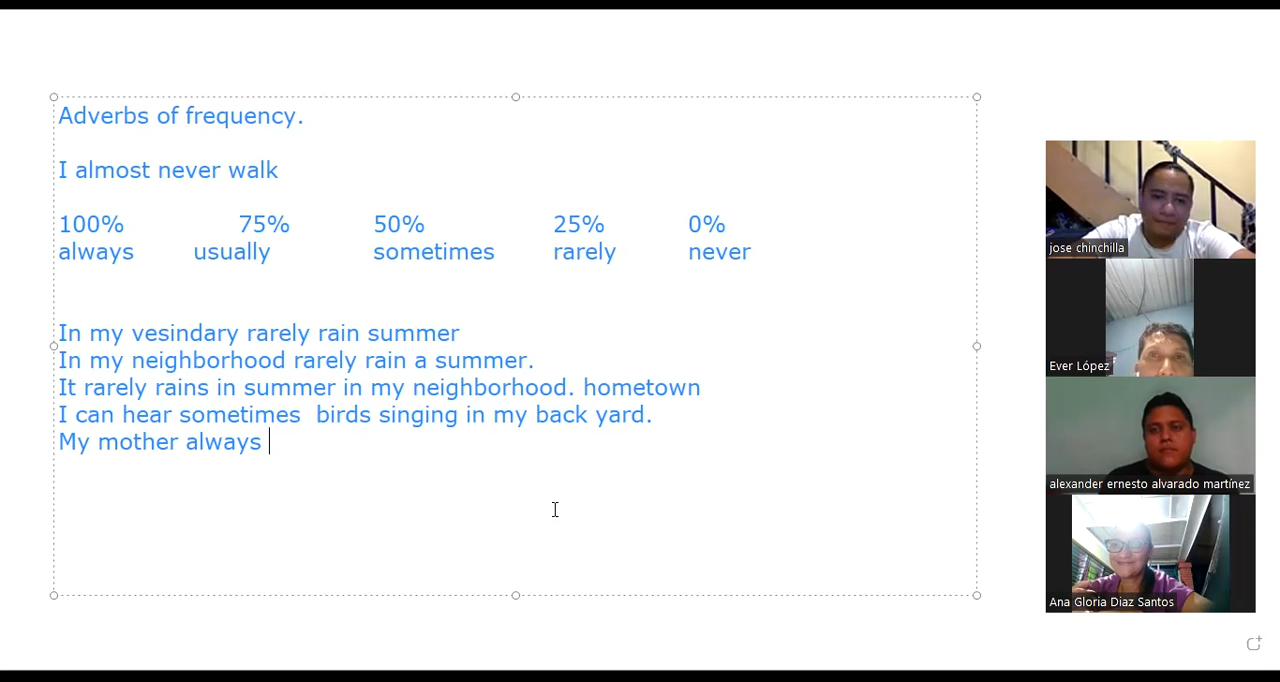 Adverbs of frequency.
I almost never walk
100% 75% 50% 25% 0%
always usually sometimes rarely never
In my vesindary rarely rain summer
In my neighborhood rarely rain a summer.
It rarely rains in summer in my neighborhood. hometown
I can hear sometimes  birds singing in my back yard.
My mother always
jose chinchilla
Ever López
alexander ernesto alvarado martínez
Ana Gloria Diaz Santos